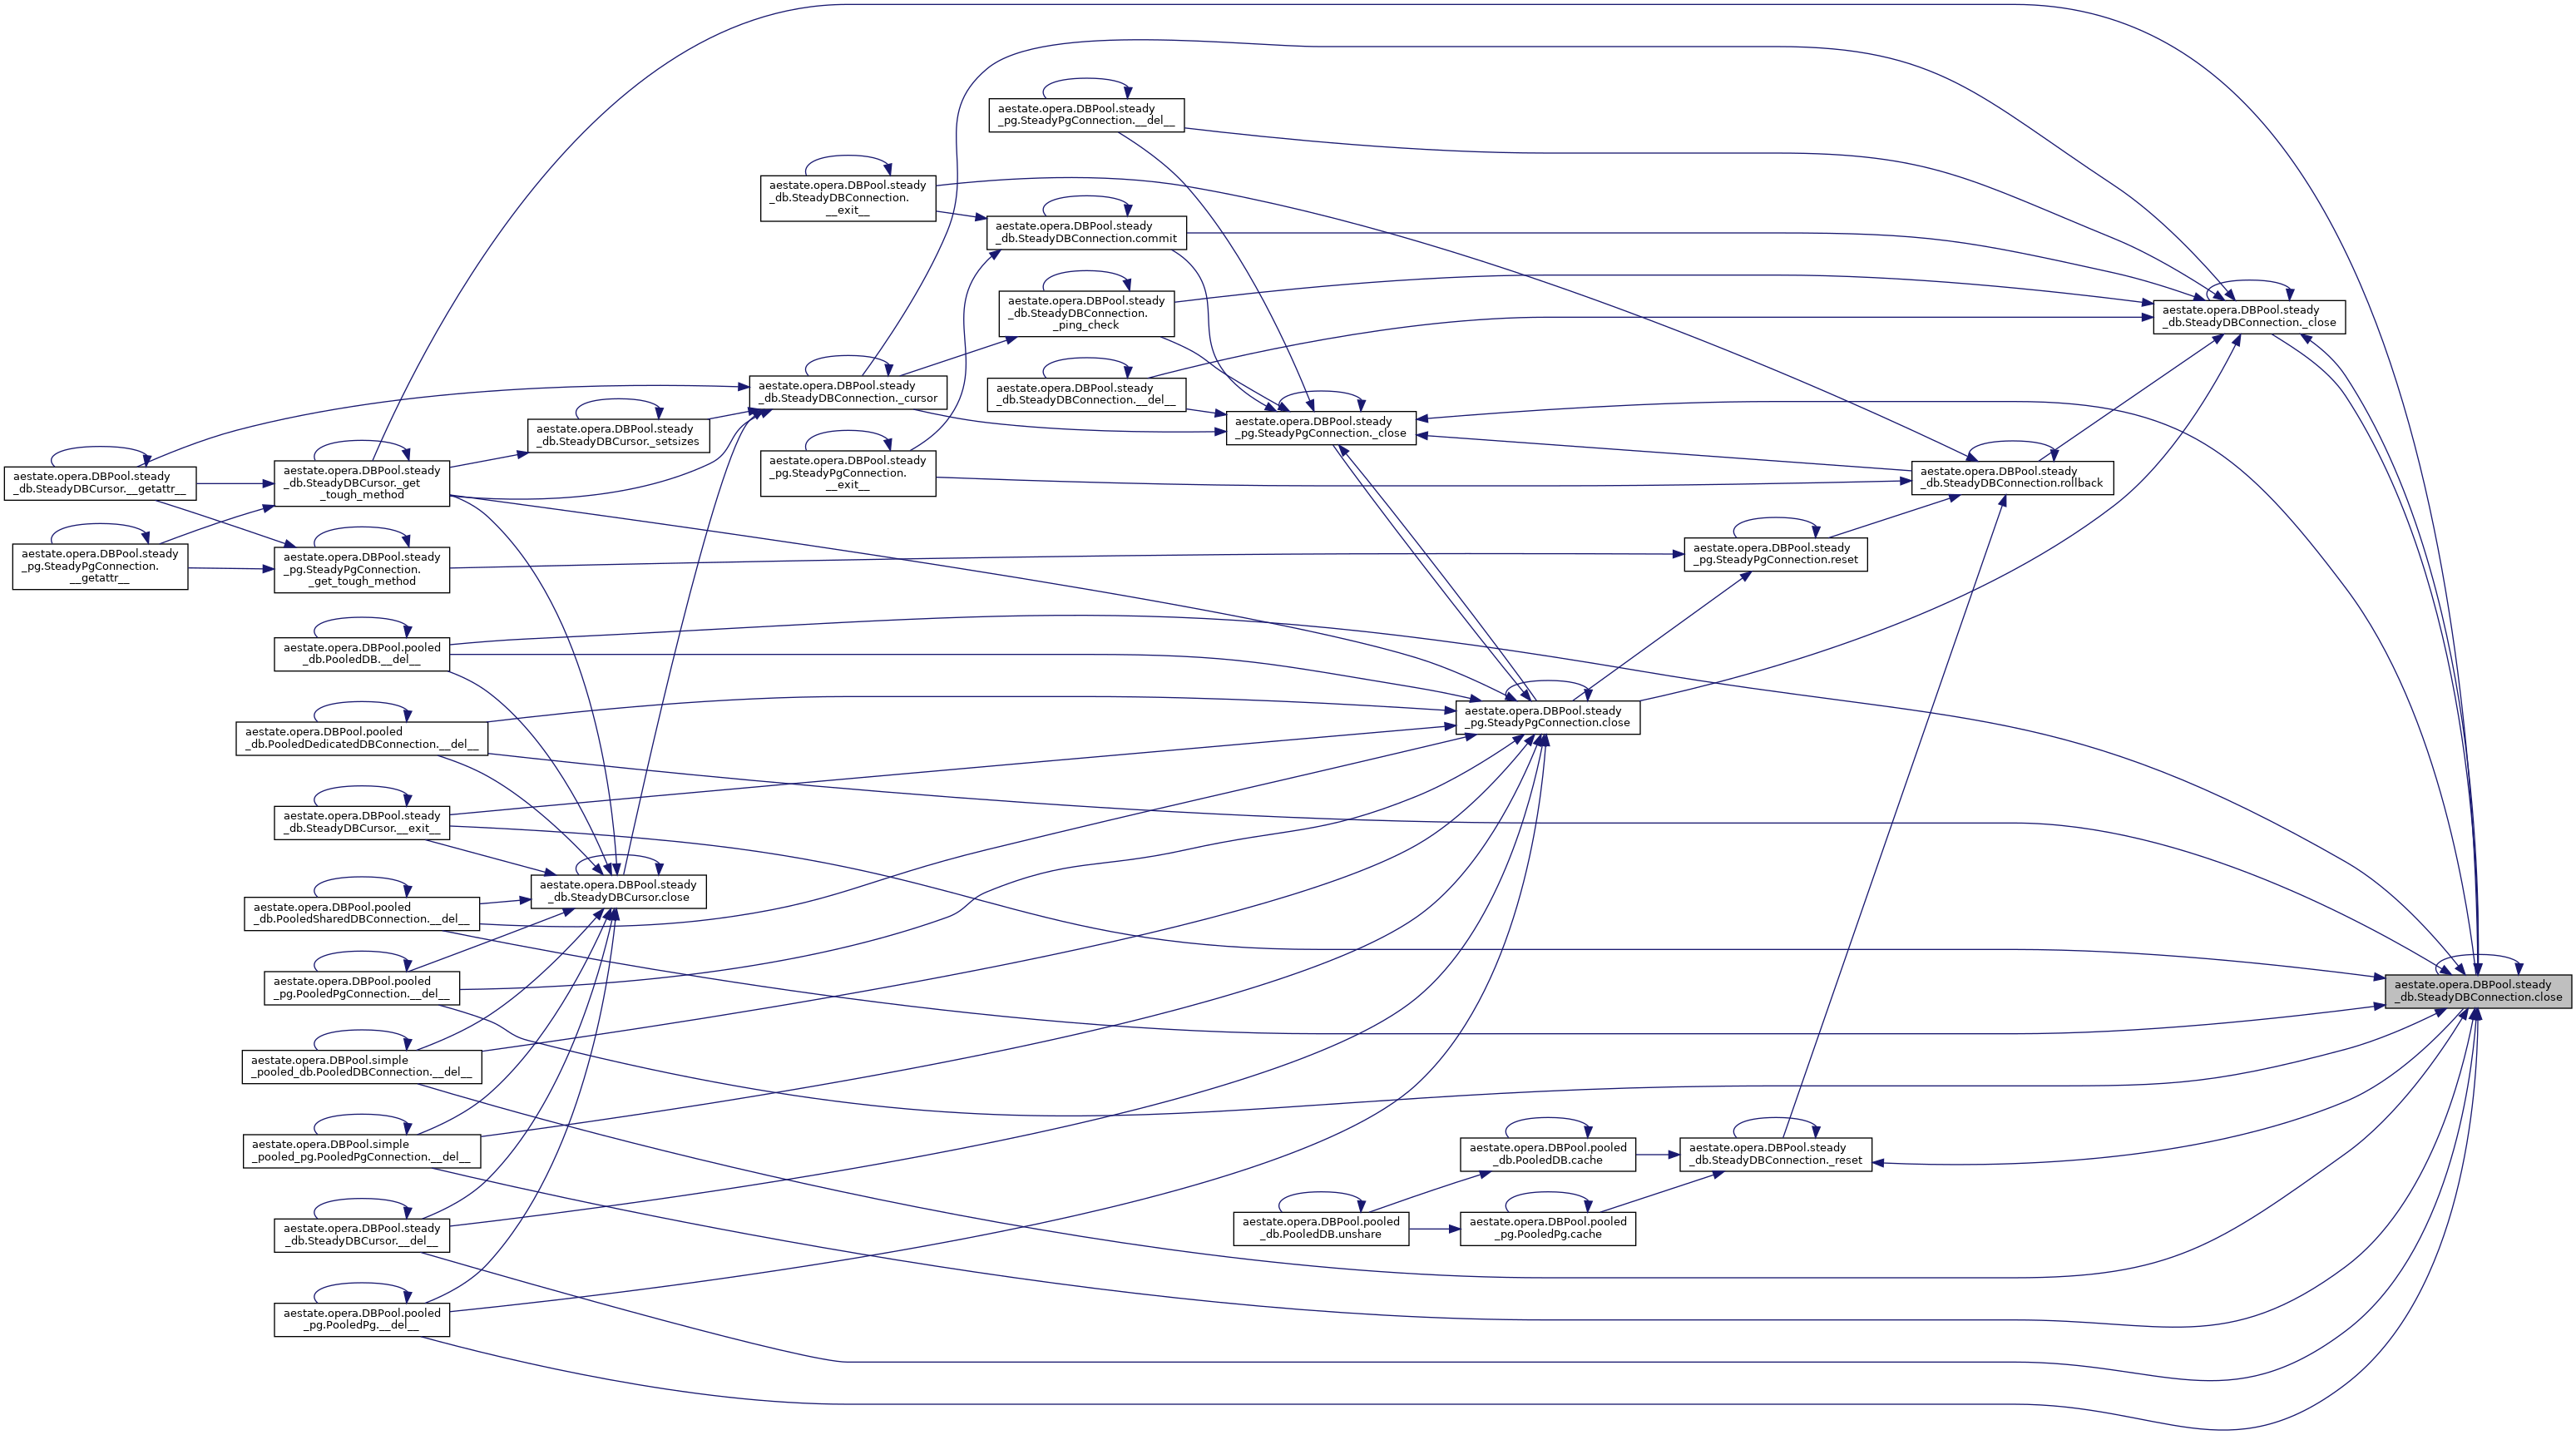 aestate.opera.DBPool.steady
_pg.SteadyPgConnection.__del__
aestate.opera.DBPool.steady
_db.SteadyDBConnection.
__exit__
aestate.opera.DBPool.steady
_db.SteadyDBConnection.commit
aestate.opera.DBPool.steady
_db.SteadyDBConnection.
_ping_check
aestate.opera.DBPool.steady
_db.SteadyDBConnection._close
aestate.opera.DBPool.steady
_db.SteadyDBConnection._cursor
aestate.opera.DBPool.steady
_db.SteadyDBConnection.__del__
aestate.opera.DBPool.steady
_db.SteadyDBCursor._setsizes
aestate.opera.DBPool.steady
_pg.SteadyPgConnection._close
aestate.opera.DBPool.steady
_db.SteadyDBCursor.__getattr__
aestate.opera.DBPool.steady
_db.SteadyDBCursor._get
_tough_method
aestate.opera.DBPool.steady
_pg.SteadyPgConnection.
__exit__
aestate.opera.DBPool.steady
_db.SteadyDBConnection.rollback
aestate.opera.DBPool.steady
_pg.SteadyPgConnection.
__getattr__
aestate.opera.DBPool.steady
_pg.SteadyPgConnection.
_get_tough_method
aestate.opera.DBPool.steady
_pg.SteadyPgConnection.reset
aestate.opera.DBPool.pooled
_db.PooledDB.__del__
aestate.opera.DBPool.steady
_pg.SteadyPgConnection.close
aestate.opera.DBPool.pooled
_db.PooledDedicatedDBConnection.__del__
aestate.opera.DBPool.steady
_db.SteadyDBCursor.__exit__
aestate.opera.DBPool.steady
_db.SteadyDBCursor.close
aestate.opera.DBPool.pooled
_db.PooledSharedDBConnection.__del__
aestate.opera.DBPool.pooled
_pg.PooledPgConnection.__del__
aestate.opera.DBPool.steady
_db.SteadyDBConnection.close
aestate.opera.DBPool.simple
_pooled_db.PooledDBConnection.__del__
aestate.opera.DBPool.simple
_pooled_pg.PooledPgConnection.__del__
aestate.opera.DBPool.pooled
_db.PooledDB.cache
aestate.opera.DBPool.steady
_db.SteadyDBConnection._reset
aestate.opera.DBPool.steady
_db.SteadyDBCursor.__del__
aestate.opera.DBPool.pooled
_db.PooledDB.unshare
aestate.opera.DBPool.pooled
_pg.PooledPg.cache
aestate.opera.DBPool.pooled
_pg.PooledPg.__del__